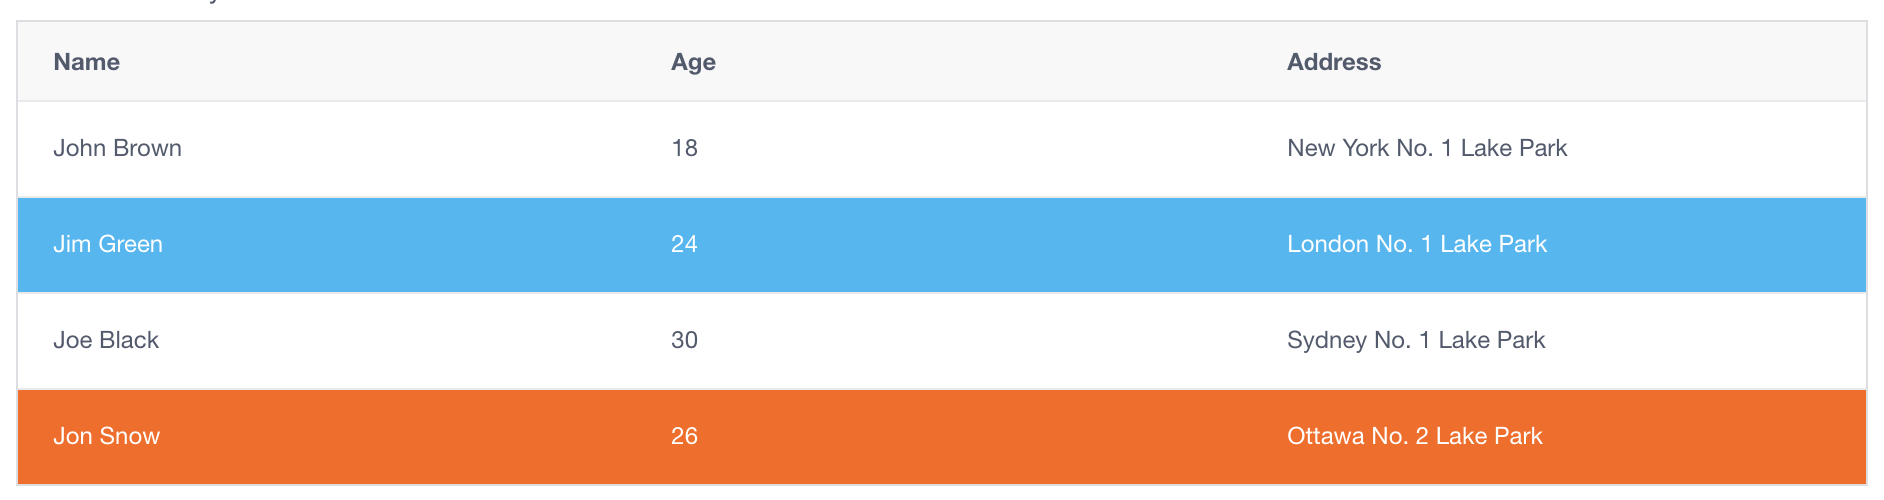 Name Age Address
John Brown 18 New York No. 1 Lake Park
Jim Green 24 London No. 1 Lake Park
Joe Black 30 Sydney No. 1 Lake Park
Jon Snow 26 Ottawa No. 2 Lake Park